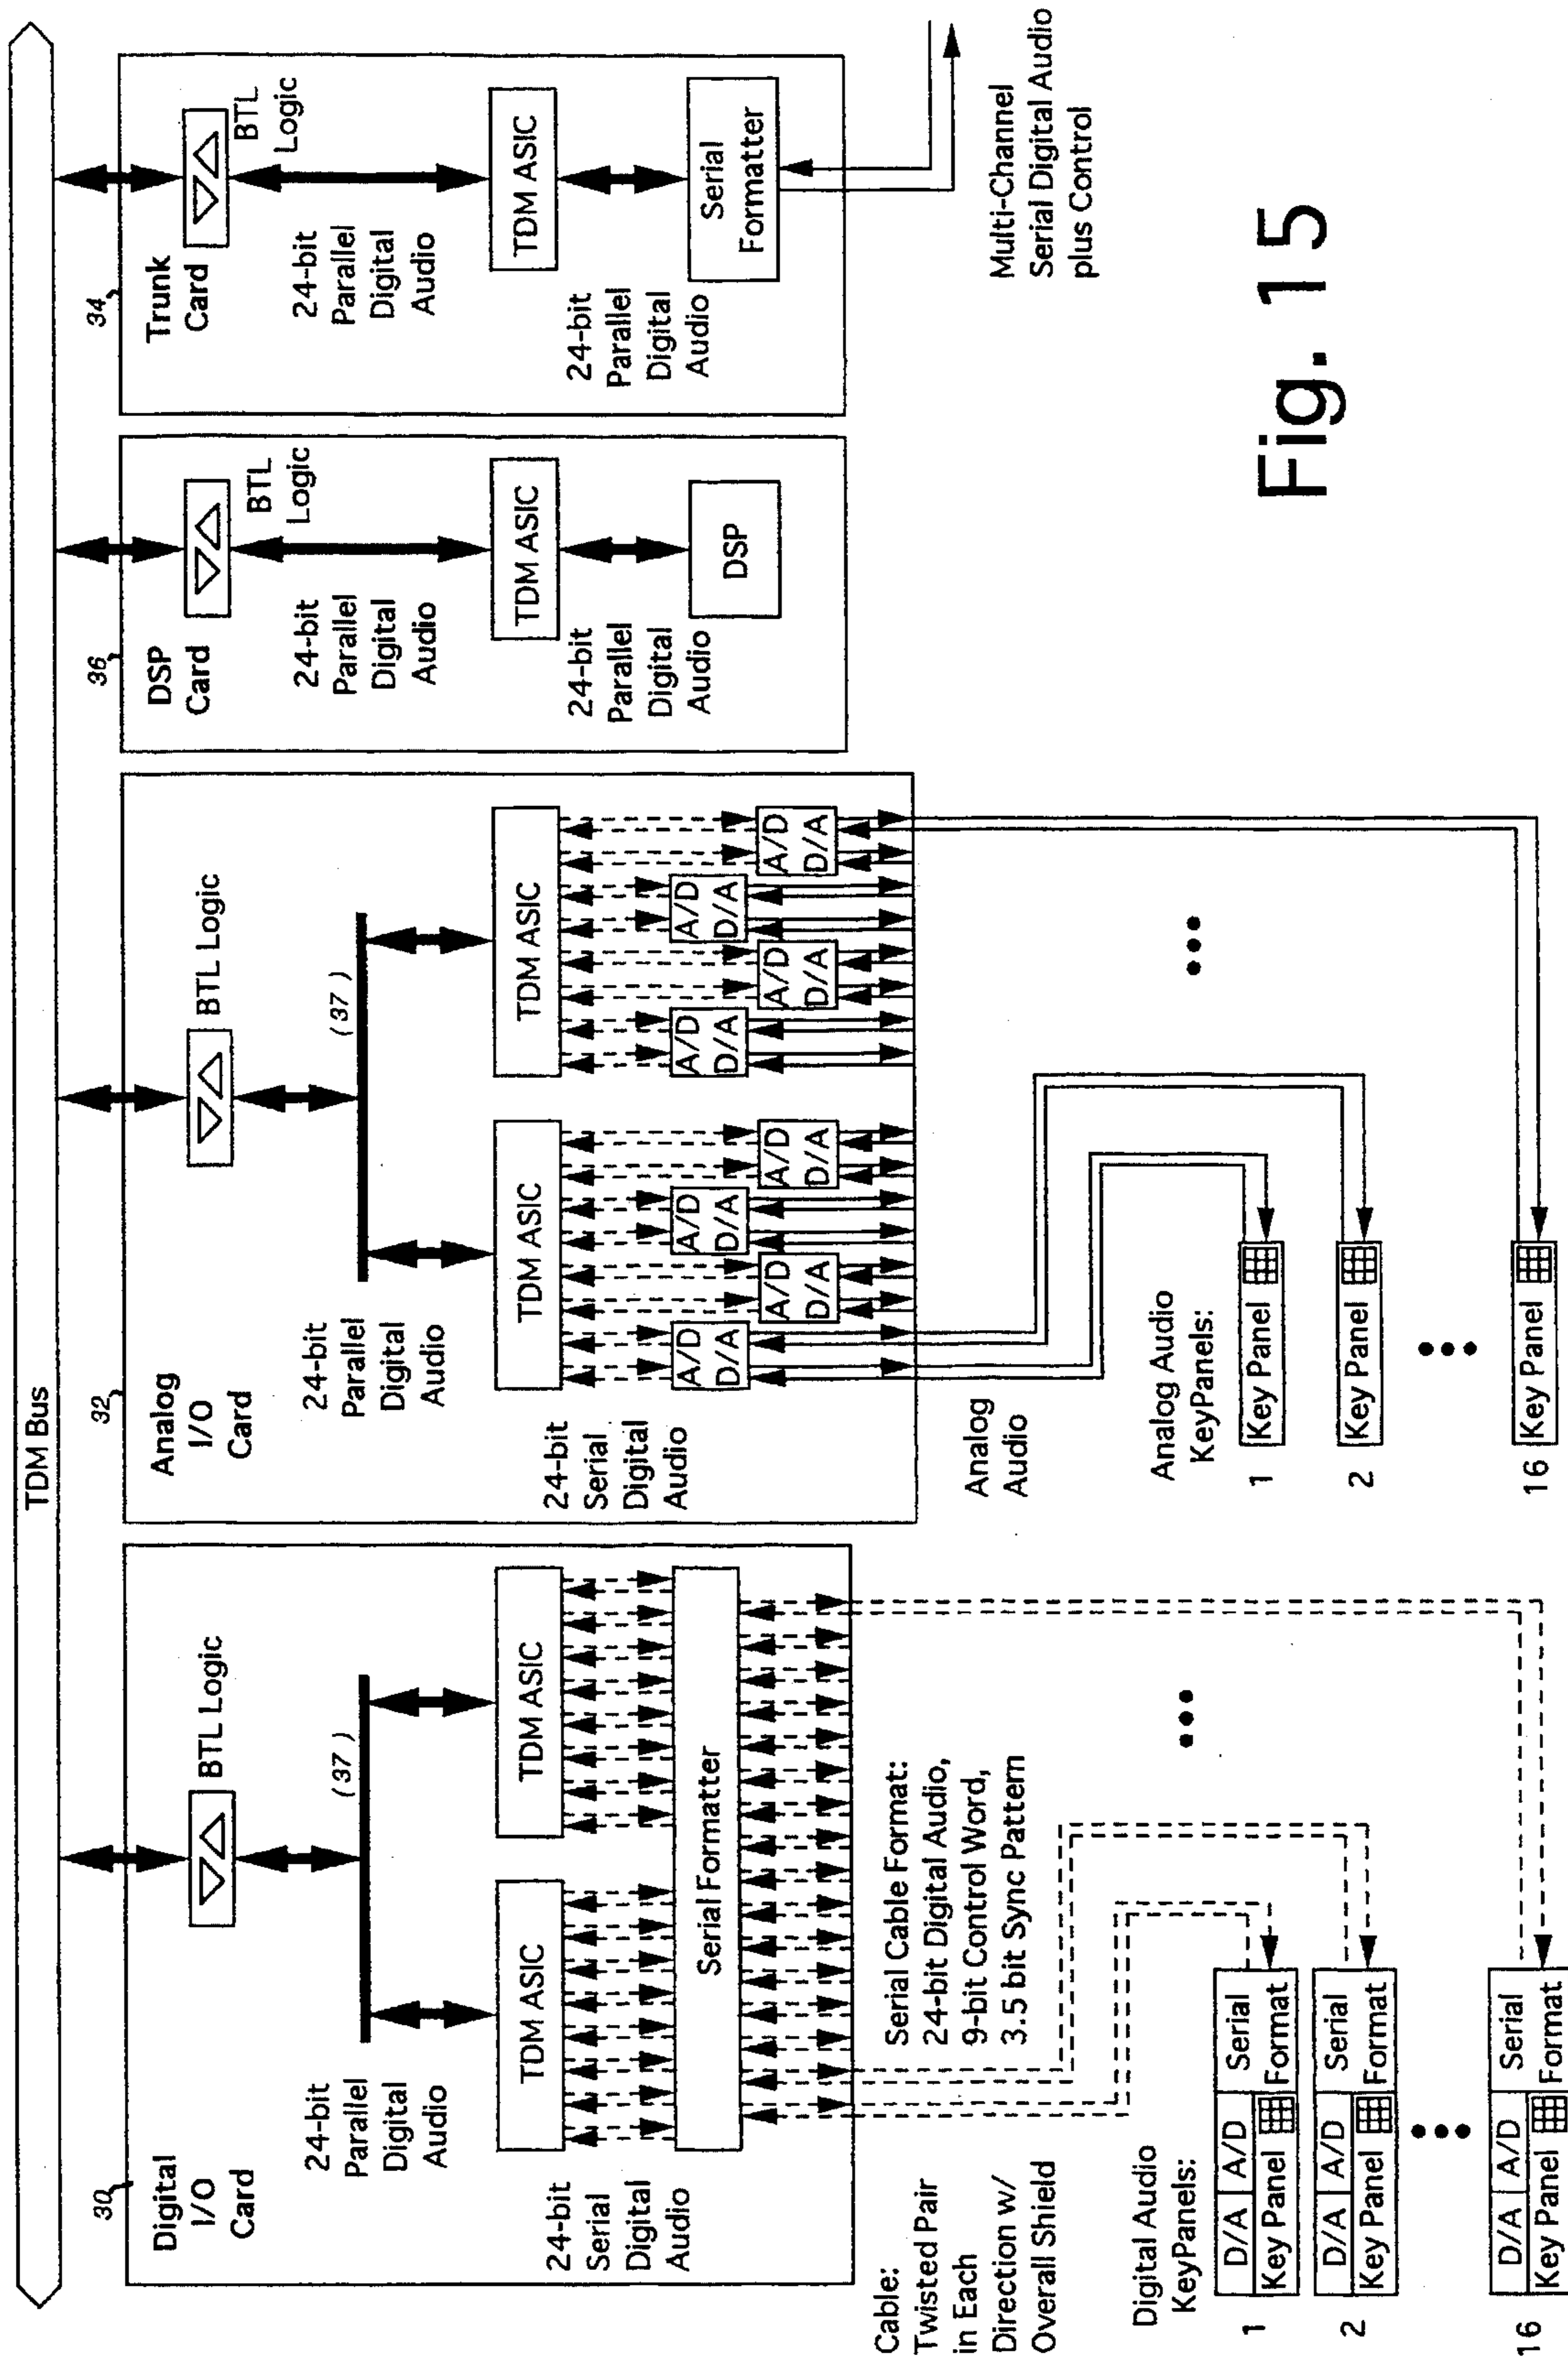 TDM Bus
30
Digital
I/O
Card
BTL Logic
(37)
24-bit
Parallel
Digital
Audio
TDM ASIC
TDM ASIC
24-bit
Serial
Digital
Audio
Serial Formatter
Cable:
Twisted Pair
in Each
Direction w/
Overall Shield
Serial Cable Format:
24-bit Digital Audio,
9-bit Control Word,
3.5 bit Sync Pattern
Digital Audio
KeyPanels:
1
D/A A/D Serial
Key Panel Format
2
D/A A/D Serial
Key Panel Format
16
D/A A/D Serial
Key Panel Format
32
Analog
I/O
Card
BTL Logic
(37)
24-bit
Parallel
Digital
Audio
TDM ASIC
TDM ASIC
24-bit
Serial
Digital
Audio
A/D
D/A
A/D
D/A
A/D
D/A
A/D
D/A
A/D
D/A
A/D
D/A
A/D
D/A
A/D
D/A
Analog
Audio
Analog Audio
KeyPanels:
1
Key Panel
2
Key Panel
16
Key Panel
36
DSP
Card
BTL
Logic
24-bit
Parallel
Digital
Audio
TDM ASIC
24-bit
Parallel
Digital
Audio
DSP
34
Trunk
Card
BTL
Logic
24-bit
Parallel
Digital
Audio
TDM ASIC
24-bit
Parallel
Digital
Audio
Serial
Formatter
Multi-Channel
Serial Digital Audio
plus Control
Fig. 15